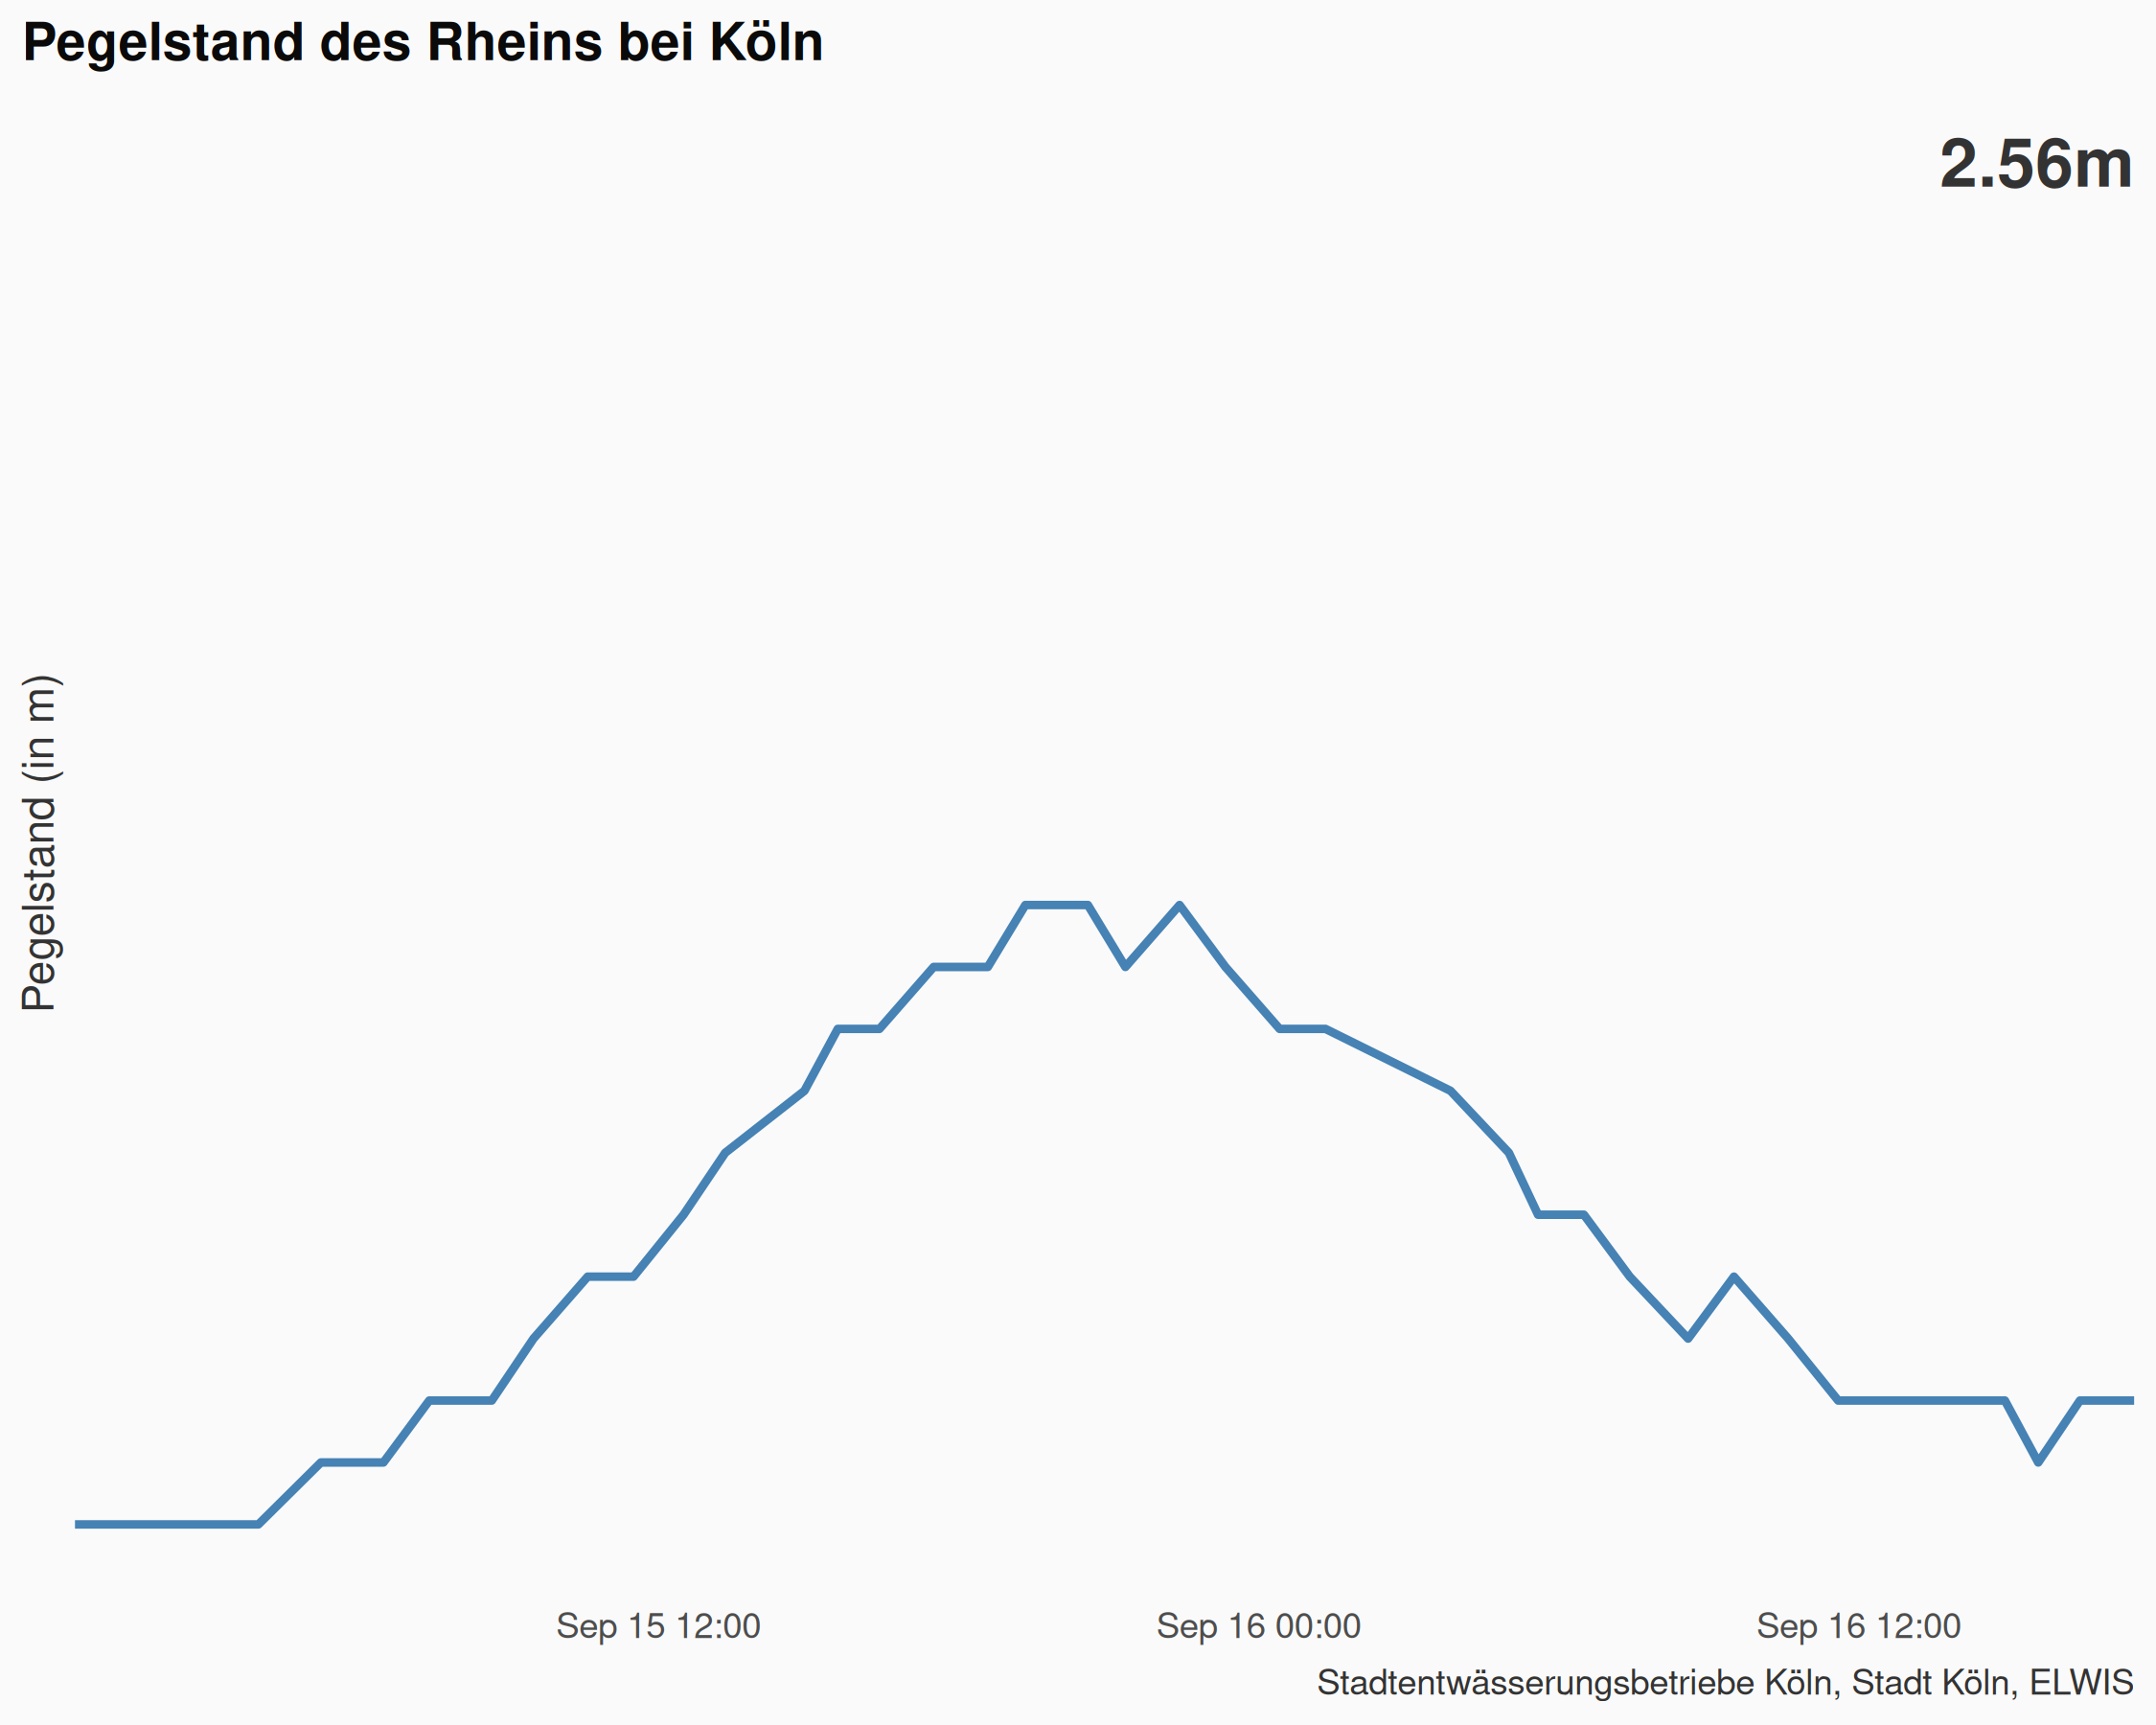 Pegelstand des Rheins bei Köln
2.56m
Pegelstand (in m)
Sep 15 12:00
Sep 16 00:00
Sep 16 12:00
Stadtentwässerungsbetriebe Köln, Stadt Köln, ELWIS